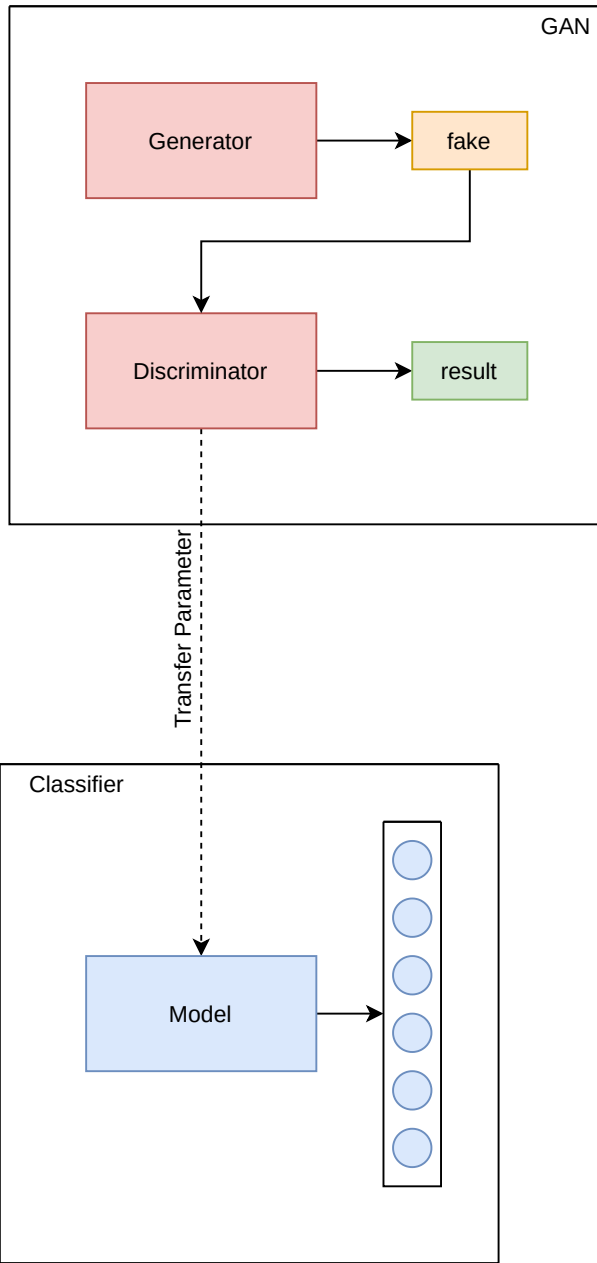 GAN
Generator
fake
Discriminator
result
Transfer Parameter
Classifier
Model